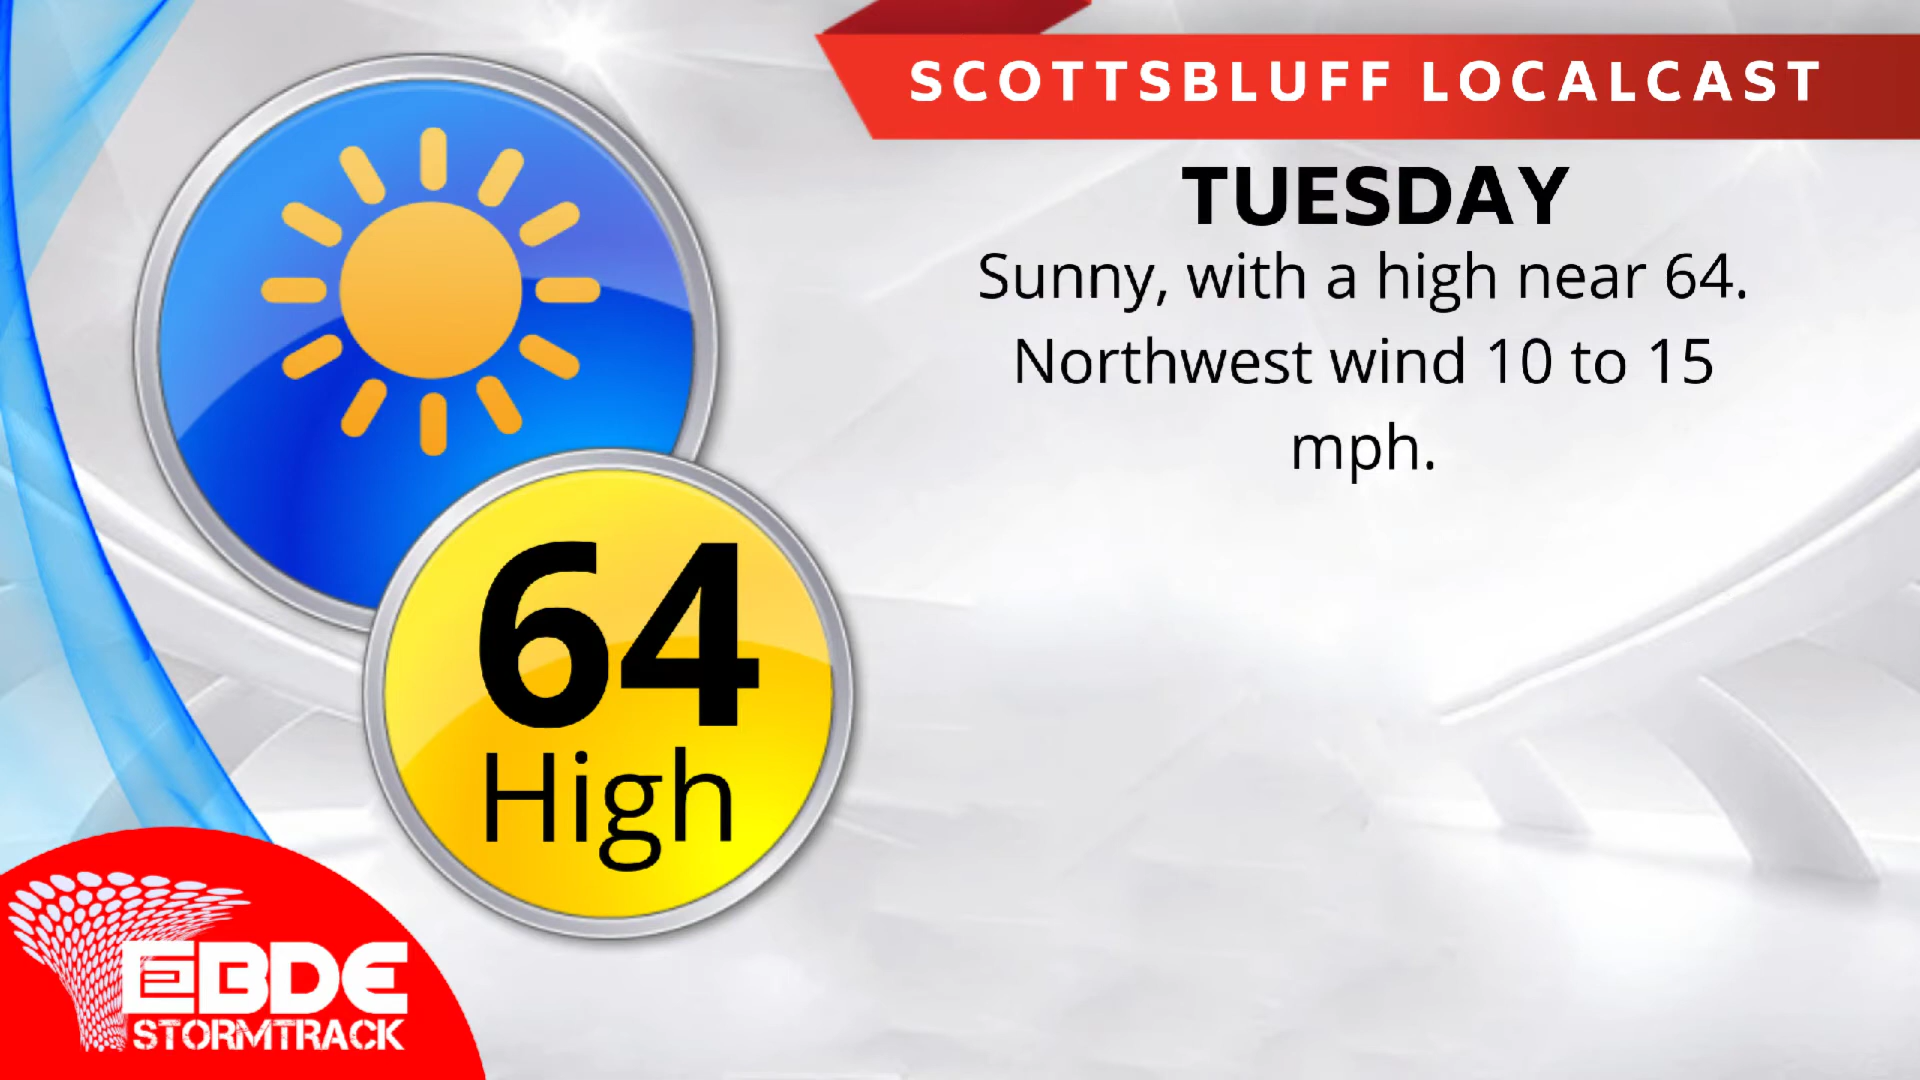 SCOTTSBLUFF LOCALCAST
TUESDAY
Sunny, with a high near 64.
Northwest wind 10 to 15
mph.
64
High
EBDE
STORMTRACK